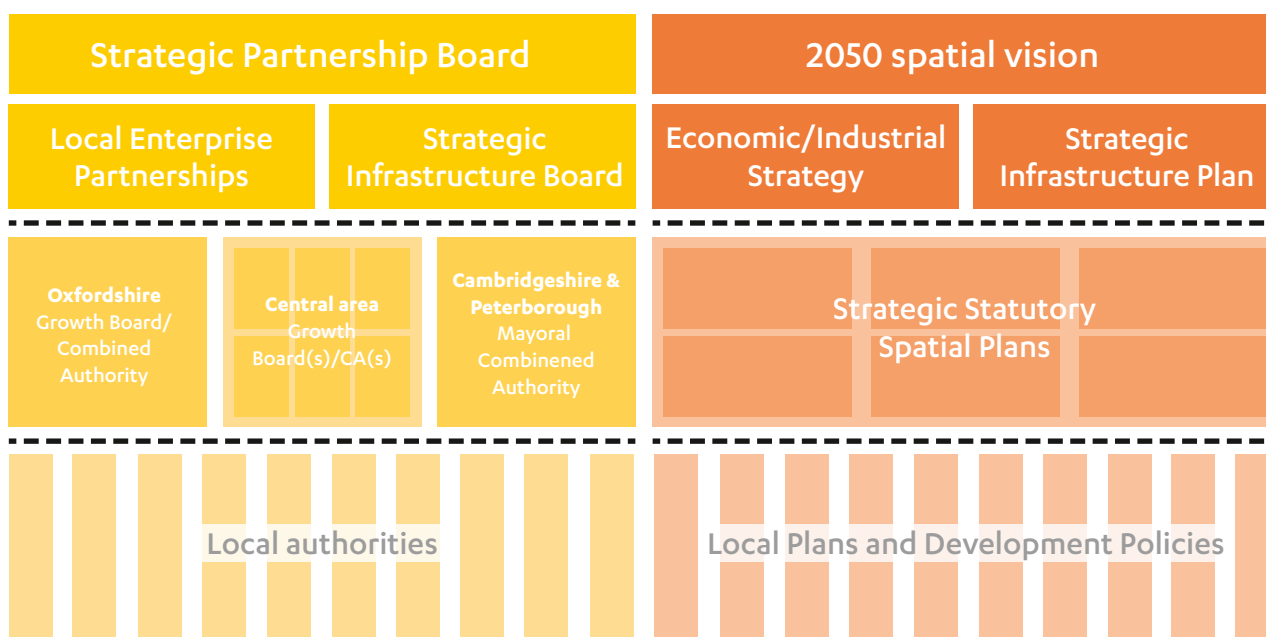 Strategic Partnership Board
2050 spatial vision
Local Enterprise
Partnerships
Strategic
Infrastructure Board
Economic/Industrial
Strategy
Strategic
Infrastructure Plan
Oxfordshire
Growth Board/
Combined
Authority
Central area
Growth
Board(s)/CA(s)
Cambridgeshire &
Peterborough
Mayoral
Combinened
Authority
Strategic Statutory
Spatial Plans
Local authorities
Local Plans and Development Policies